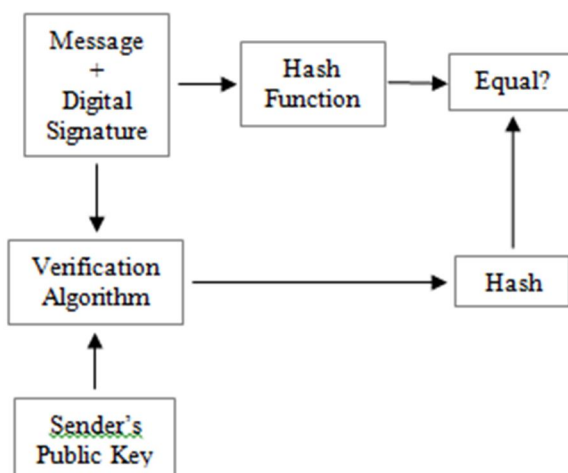 Message
+
Digital
Signature
Hash
Function
Equal?
Verification
Algorithm
Hash
Sender's
Public Key